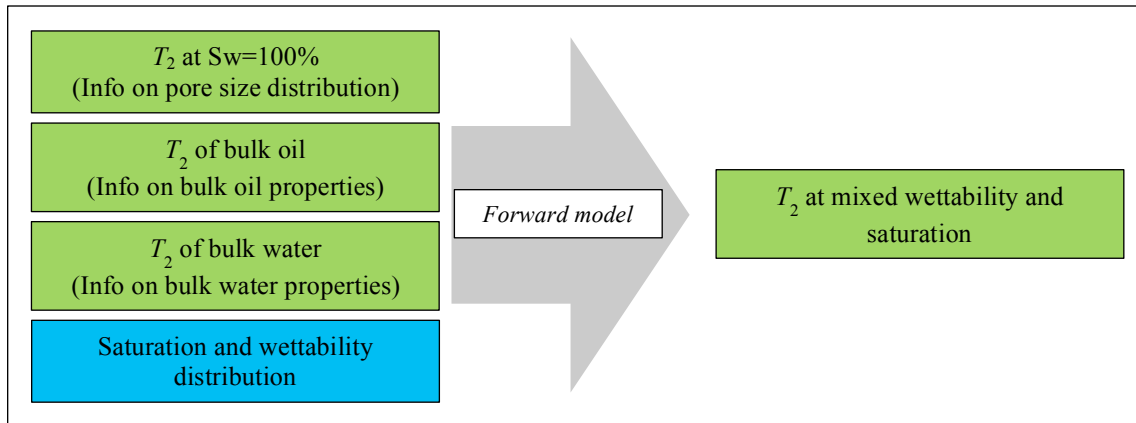 T₂ at Sw=100%
(Info on pore size distribution)
T₂ of bulk oil
(Info on bulk oil properties)
T₂ of bulk water
(Info on bulk water properties)
Saturation and wettability
distribution
Forward model
T₂ at mixed wettability and
saturation